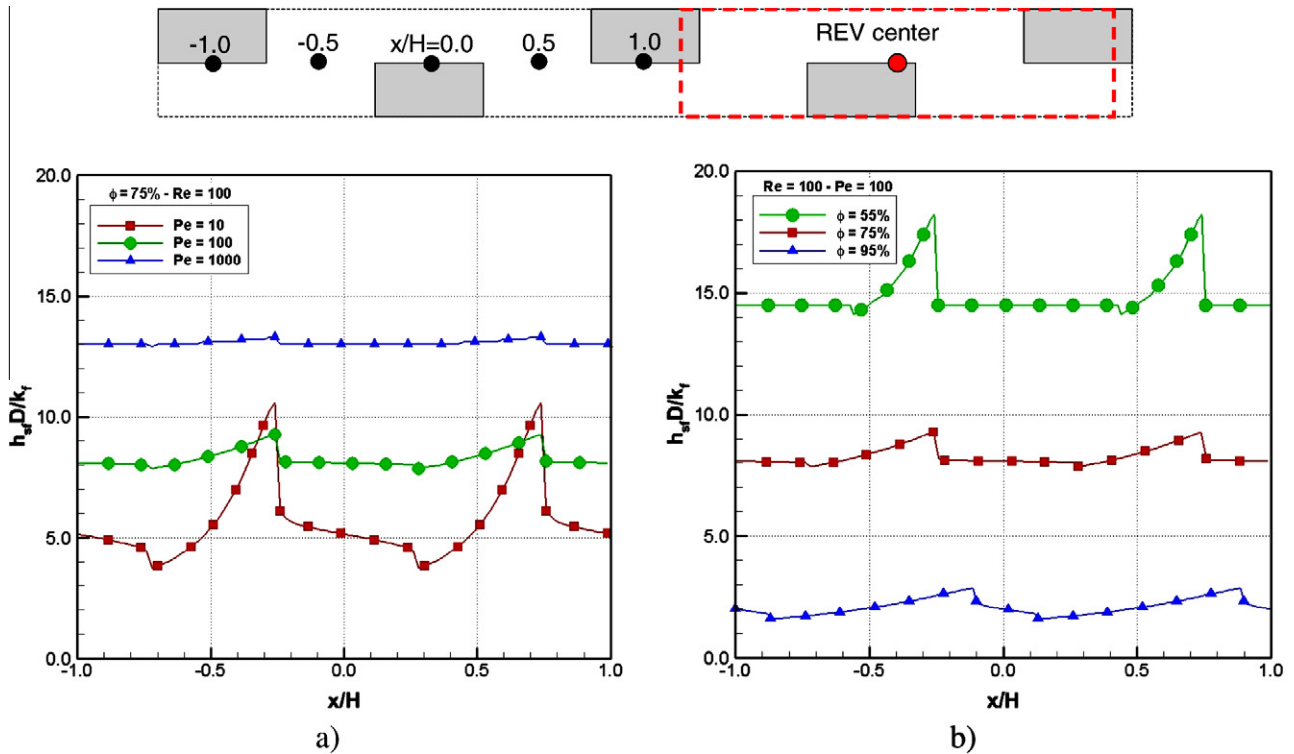 -1.0 -0.5 x/H=0.0 0.5 1.0 REV center
ϕ = 75% - Re = 100
Pe = 10
Pe = 100
Pe = 1000
20.0
15.0
10.0
5.0
0.0
h_sf D/k_f
-1.0 -0.5 0.0 0.5 1.0
x/H
a)
Re = 100 - Pe = 100
ϕ = 55%
ϕ = 75%
ϕ = 95%
20.0
15.0
10.0
5.0
0.0
h_sf D/k_f
-1.0 -0.5 0.0 0.5 1.0
x/H
b)